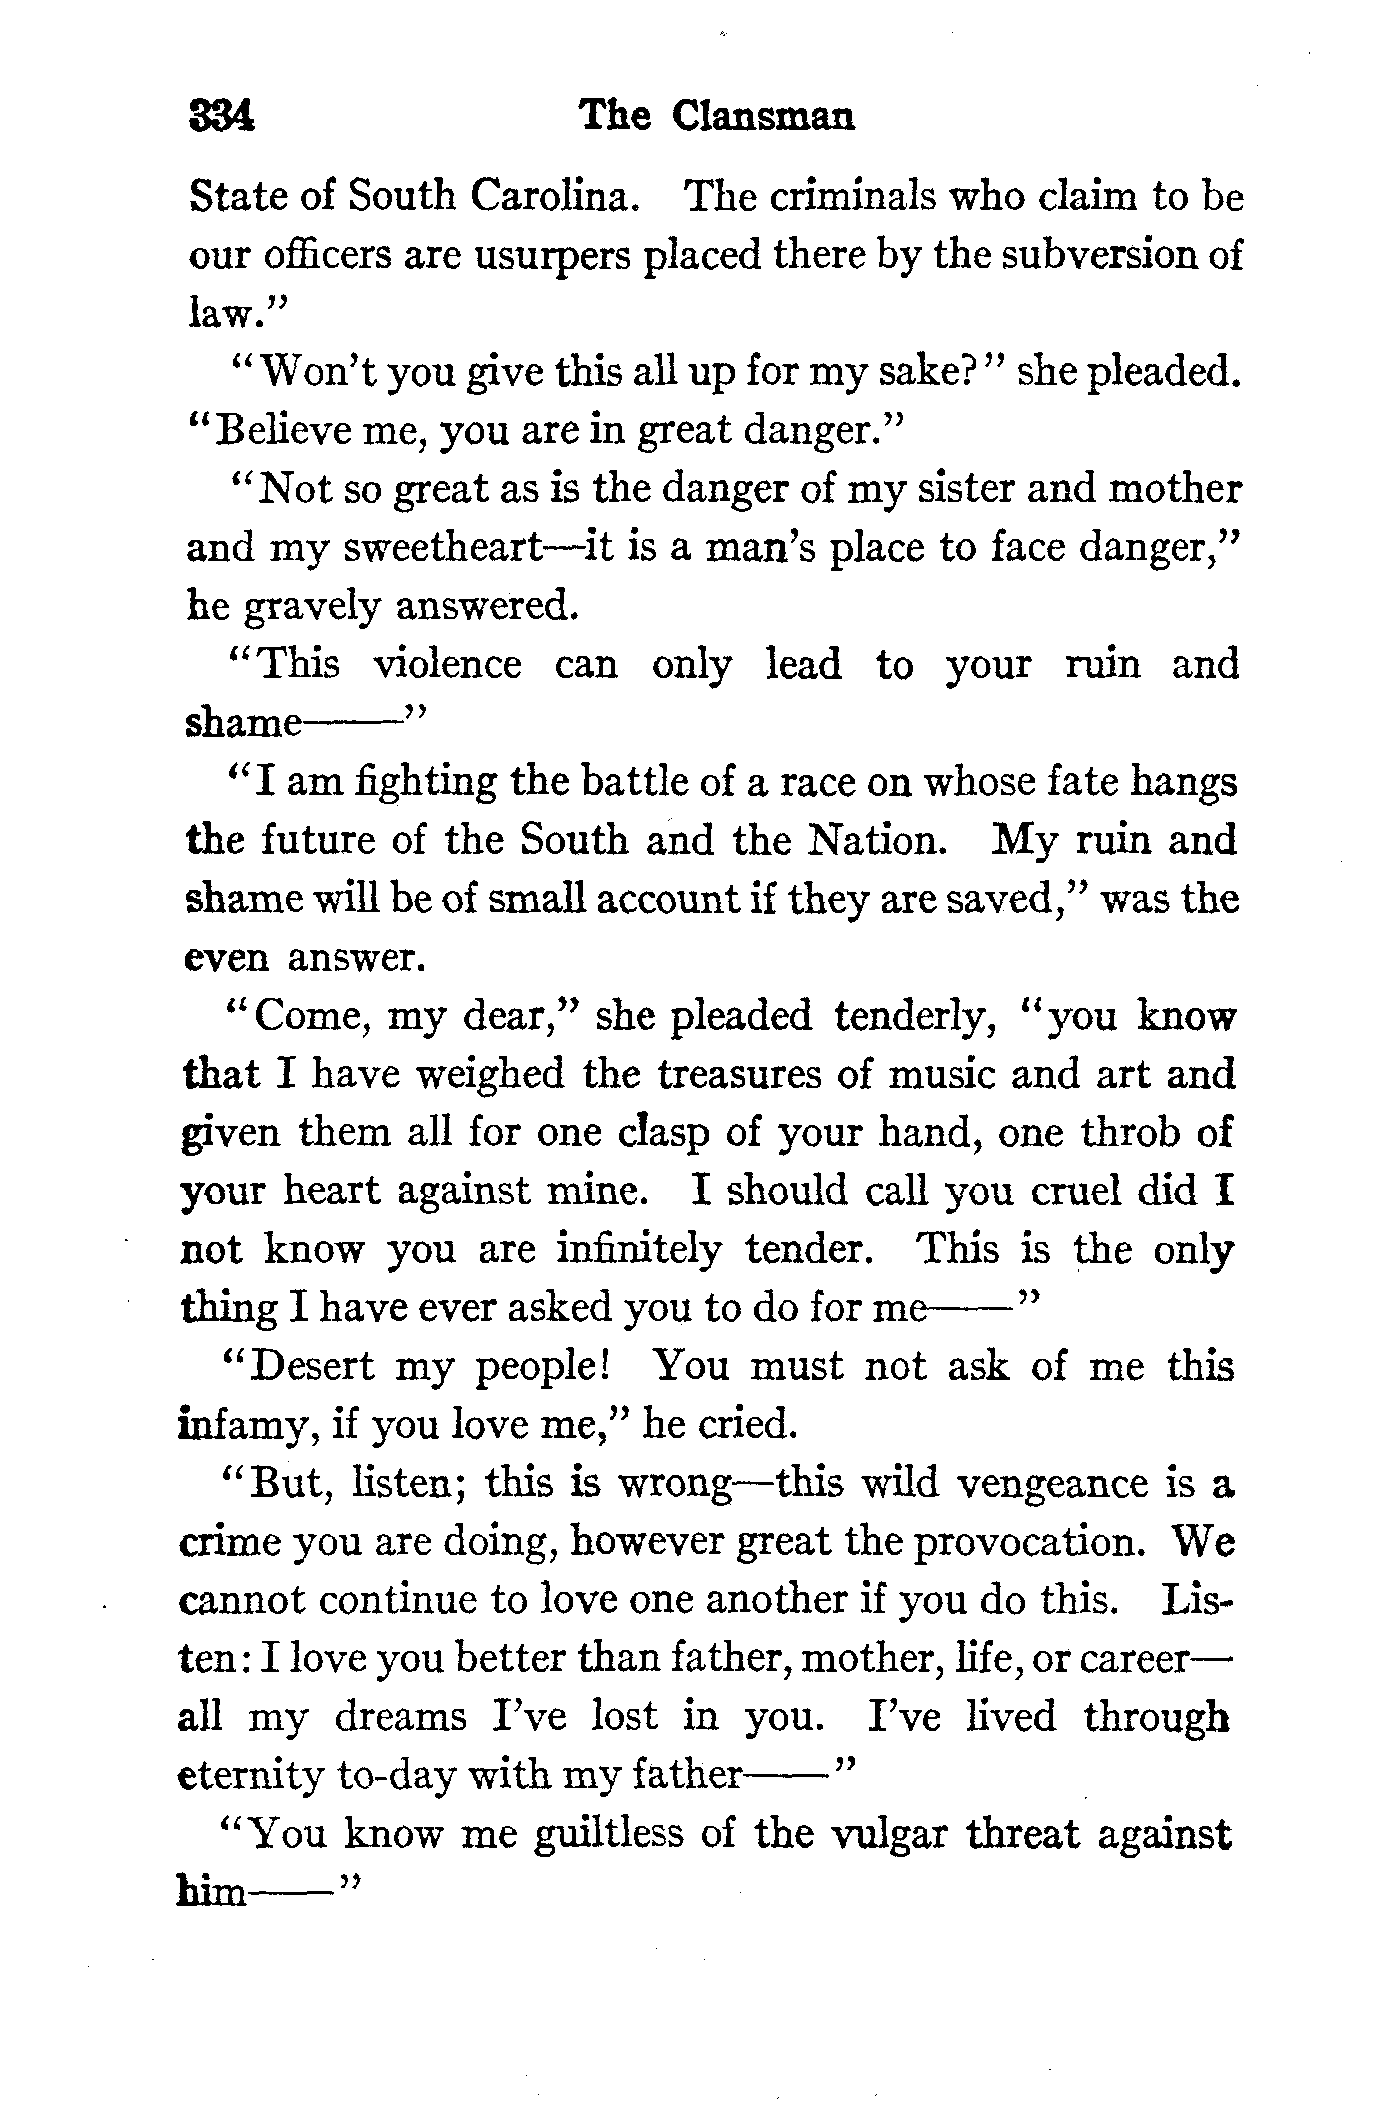 334 The Clansman
State of South Carolina. The criminals who claim to be
our officers are usurpers placed there by the subversion of
law.”
“Won’t you give this all up for my sake?” she pleaded.
“Believe me, you are in great danger.”
“Not so great as is the danger of my sister and mother
and my sweetheart—it is a man’s place to face danger,”
he gravely answered.
“This violence can only lead to your ruin and
shame——”
“I am fighting the battle of a race on whose fate hangs
the future of the South and the Nation. My ruin and
shame will be of small account if they are saved,” was the
even answer.
“Come, my dear,” she pleaded tenderly, “you know
that I have weighed the treasures of music and art and
given them all for one clasp of your hand, one throb of
your heart against mine. I should call you cruel did I
not know you are infinitely tender. This is the only
thing I have ever asked you to do for me——”
“Desert my people! You must not ask of me this
infamy, if you love me,” he cried.
“But, listen; this is wrong—this wild vengeance is a
crime you are doing, however great the provocation. We
cannot continue to love one another if you do this. Lis-
ten: I love you better than father, mother, life, or career—
all my dreams I’ve lost in you. I’ve lived through
eternity to-day with my father——”
“You know me guiltless of the vulgar threat against
him——”